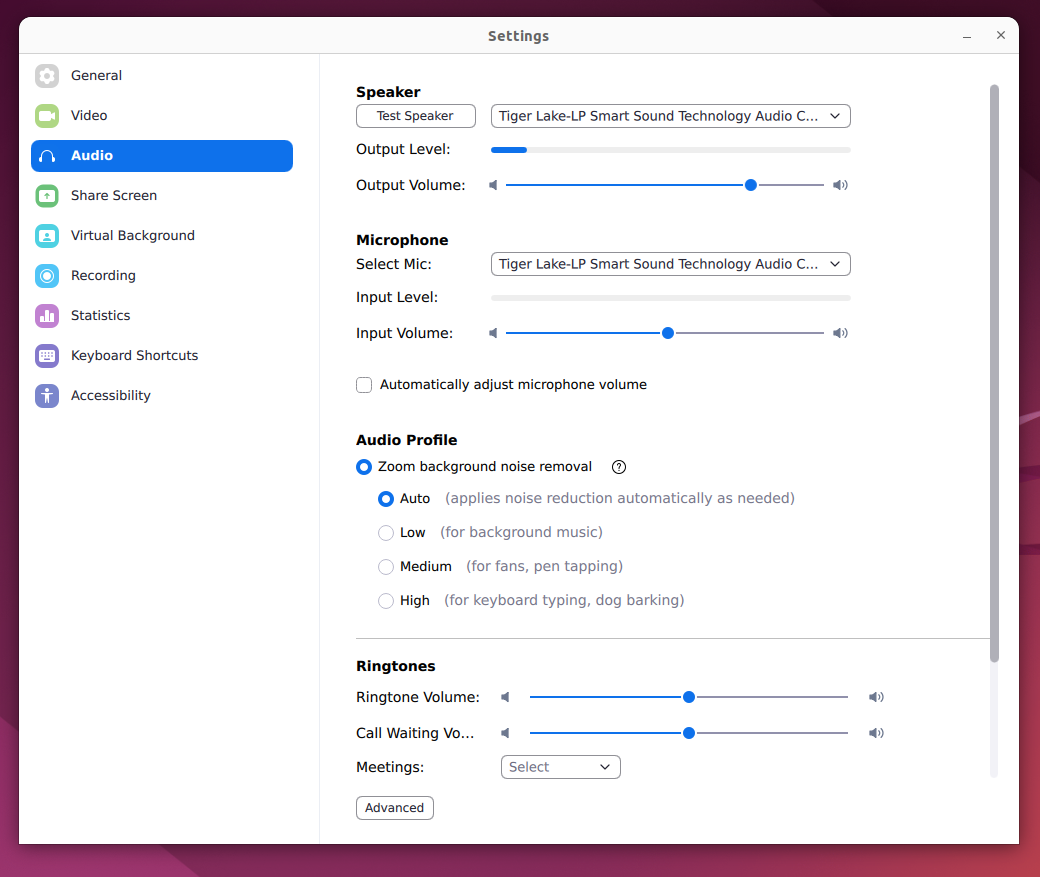 Settings
General
Video
Audio
Share Screen
Virtual Background
Recording
Statistics
Keyboard Shortcuts
Accessibility
Speaker
Test Speaker
Tiger Lake-LP Smart Sound Technology Audio C...
Output Level:
Output Volume:
Microphone
Select Mic:
Tiger Lake-LP Smart Sound Technology Audio C...
Input Level:
Input Volume:
Automatically adjust microphone volume
Audio Profile
Zoom background noise removal
Auto (applies noise reduction automatically as needed)
Low (for background music)
Medium (for fans, pen tapping)
High (for keyboard typing, dog barking)
Ringtones
Ringtone Volume:
Call Waiting Vo...
Meetings:
Select
Advanced